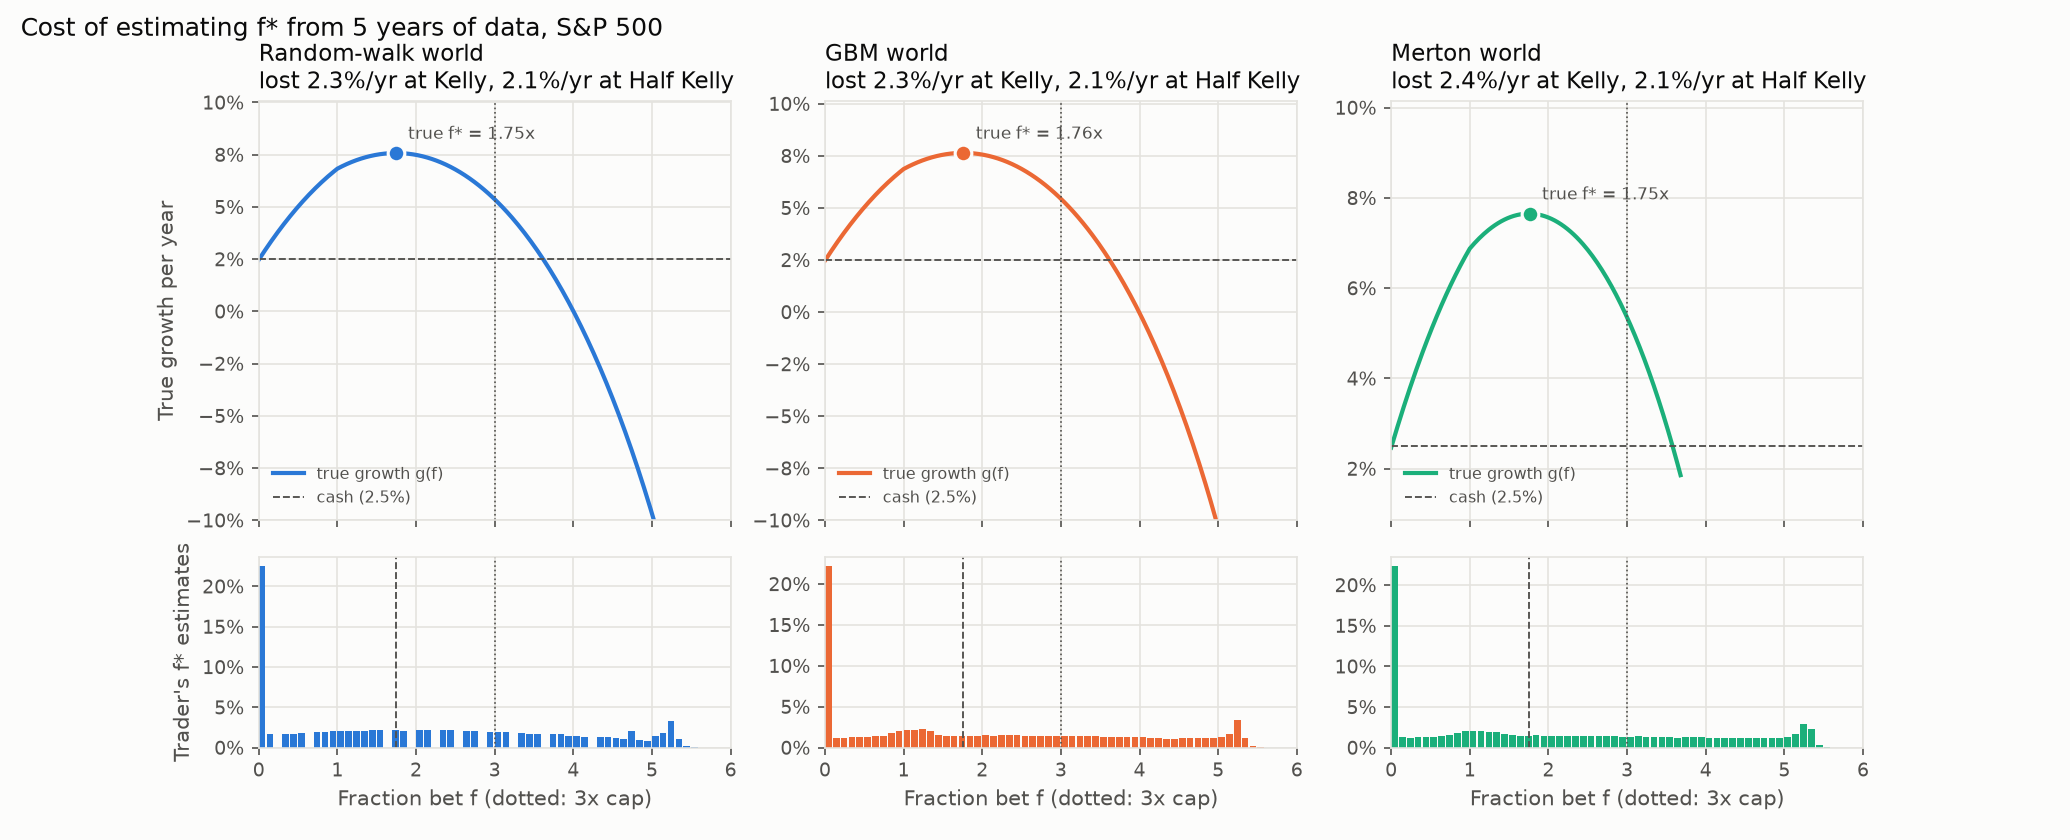 Cost of estimating f* from 5 years of data, S&P 500
Random-walk world
lost 2.3%/yr at Kelly, 2.1%/yr at Half Kelly
GBM world
lost 2.3%/yr at Kelly, 2.1%/yr at Half Kelly
Merton world
lost 2.4%/yr at Kelly, 2.1%/yr at Half Kelly
True growth per year
10%
8%
5%
2%
0%
−2%
−5%
−8%
−10%
true f* = 1.75x
true growth g(f)
cash (2.5%)
10%
8%
5%
2%
0%
−2%
−5%
−8%
−10%
true f* = 1.76x
true growth g(f)
cash (2.5%)
10%
8%
6%
4%
2%
true f* = 1.75x
true growth g(f)
cash (2.5%)
Trader's f* estimates
20%
15%
10%
5%
0%
0 1 2 3 4 5 6
Fraction bet f (dotted: 3x cap)
20%
15%
10%
5%
0%
0 1 2 3 4 5 6
Fraction bet f (dotted: 3x cap)
20%
15%
10%
5%
0%
0 1 2 3 4 5 6
Fraction bet f (dotted: 3x cap)